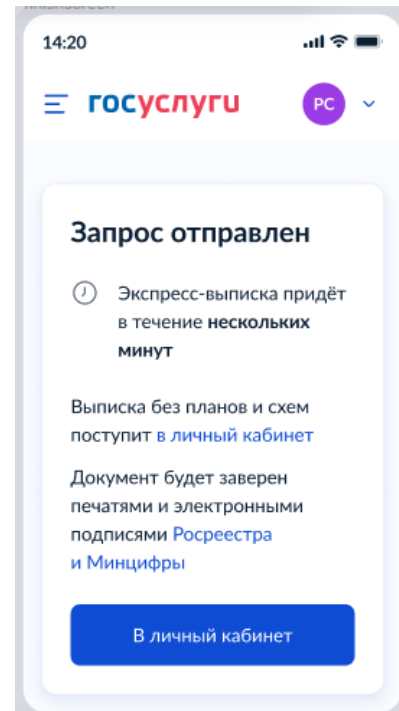 14:20
госуслуги
РС
Запрос отправлен
Экспресс-выписка придёт
в течение нескольких
минут
Выписка без планов и схем
поступит в личный кабинет
Документ будет заверен
печатями и электронными
подписями Росреестра
и Минцифры
В личный кабинет